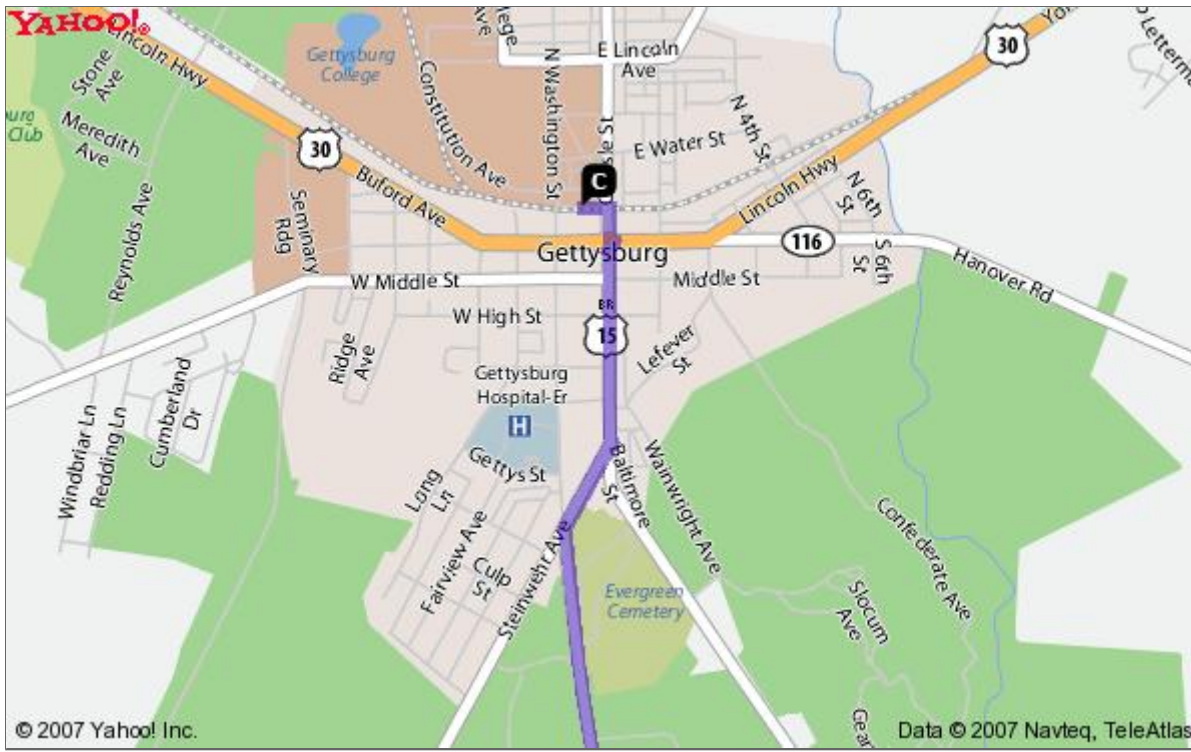 YAHOO!®
Lincoln Hwy
Stone
Ave
Meredith
Ave
Club
Gettysburg
College
Ave
N Washington St
E Lincoln
Ave
30
Constitution Ave
E Water St
N 4th St
30
Buford Ave
C
Lincoln Hwy
N 6th
St
Reynolds Ave
Seminary
Rdg
Gettysburg
116
S 6th
St
Hanover Rd
W Middle St
Middle St
BR
15
W High St
Lefever
St
Ridge
Ave
Cumberland
Dr
Windbriar Ln
Redding Ln
Gettysburg
Hospital-Er
H
Gettys St
Long
Ln
Baltimore
St
Wainwright Ave
Confederate Ave
Fairview Ave
Culp
St
Steinwehr Ave
Evergreen
Cemetery
Slocum
Ave
© 2007 Yahoo! Inc.
Data © 2007 Navteq, TeleAtlas